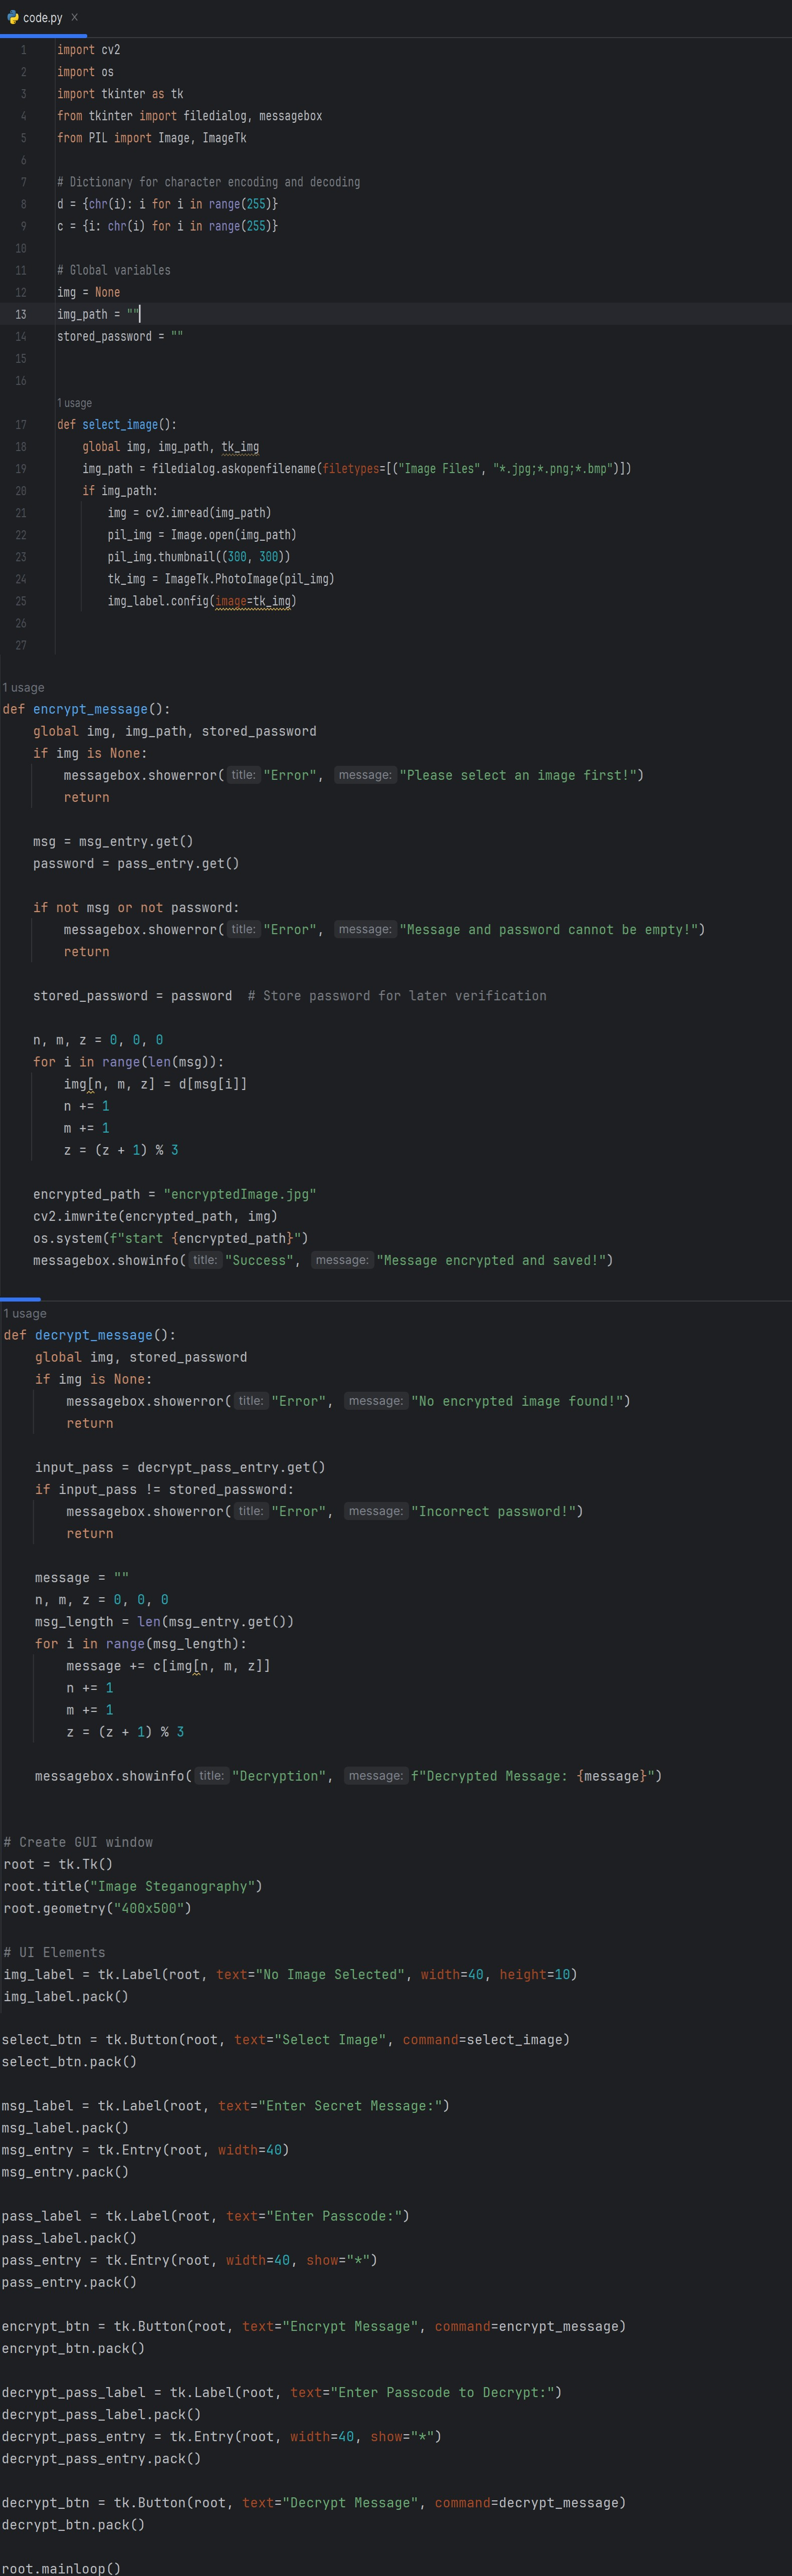 code.py ×
1 import cv2
2 import os
3 import tkinter as tk
4 from tkinter import filedialog, messagebox
5 from PIL import Image, ImageTk
6
7 # Dictionary for character encoding and decoding
8 d = {chr(i): i for i in range(255)}
9 c = {i: chr(i) for i in range(255)}
10
11 # Global variables
12 img = None
13 img_path = ""
14 stored_password = ""
15
16
1 usage
17 def select_image():
18     global img, img_path, tk_img
19     img_path = filedialog.askopenfilename(filetypes=[("Image Files", "*.jpg;*.png;*.bmp")])
20     if img_path:
21         img = cv2.imread(img_path)
22         pil_img = Image.open(img_path)
23         pil_img.thumbnail((300, 300))
24         tk_img = ImageTk.PhotoImage(pil_img)
25         img_label.config(image=tk_img)
26
27
1 usage
def encrypt_message():
    global img, img_path, stored_password
    if img is None:
        messagebox.showerror( title: "Error", message: "Please select an image first!")
        return

    msg = msg_entry.get()
    password = pass_entry.get()

    if not msg or not password:
        messagebox.showerror( title: "Error", message: "Message and password cannot be empty!")
        return

    stored_password = password  # Store password for later verification

    n, m, z = 0, 0, 0
    for i in range(len(msg)):
        img[n, m, z] = d[msg[i]]
        n += 1
        m += 1
        z = (z + 1) % 3

    encrypted_path = "encryptedImage.jpg"
    cv2.imwrite(encrypted_path, img)
    os.system(f"start {encrypted_path}")
    messagebox.showinfo( title: "Success", message: "Message encrypted and saved!")

1 usage
def decrypt_message():
    global img, stored_password
    if img is None:
        messagebox.showerror( title: "Error", message: "No encrypted image found!")
        return

    input_pass = decrypt_pass_entry.get()
    if input_pass != stored_password:
        messagebox.showerror( title: "Error", message: "Incorrect password!")
        return

    message = ""
    n, m, z = 0, 0, 0
    msg_length = len(msg_entry.get())
    for i in range(msg_length):
        message += c[img[n, m, z]]
        n += 1
        m += 1
        z = (z + 1) % 3

    messagebox.showinfo( title: "Decryption", message: f"Decrypted Message: {message}")


# Create GUI window
root = tk.Tk()
root.title("Image Steganography")
root.geometry("400x500")

# UI Elements
img_label = tk.Label(root, text="No Image Selected", width=40, height=10)
img_label.pack()

select_btn = tk.Button(root, text="Select Image", command=select_image)
select_btn.pack()

msg_label = tk.Label(root, text="Enter Secret Message:")
msg_label.pack()
msg_entry = tk.Entry(root, width=40)
msg_entry.pack()

pass_label = tk.Label(root, text="Enter Passcode:")
pass_label.pack()
pass_entry = tk.Entry(root, width=40, show="*")
pass_entry.pack()

encrypt_btn = tk.Button(root, text="Encrypt Message", command=encrypt_message)
encrypt_btn.pack()

decrypt_pass_label = tk.Label(root, text="Enter Passcode to Decrypt:")
decrypt_pass_label.pack()
decrypt_pass_entry = tk.Entry(root, width=40, show="*")
decrypt_pass_entry.pack()

decrypt_btn = tk.Button(root, text="Decrypt Message", command=decrypt_message)
decrypt_btn.pack()

root.mainloop()